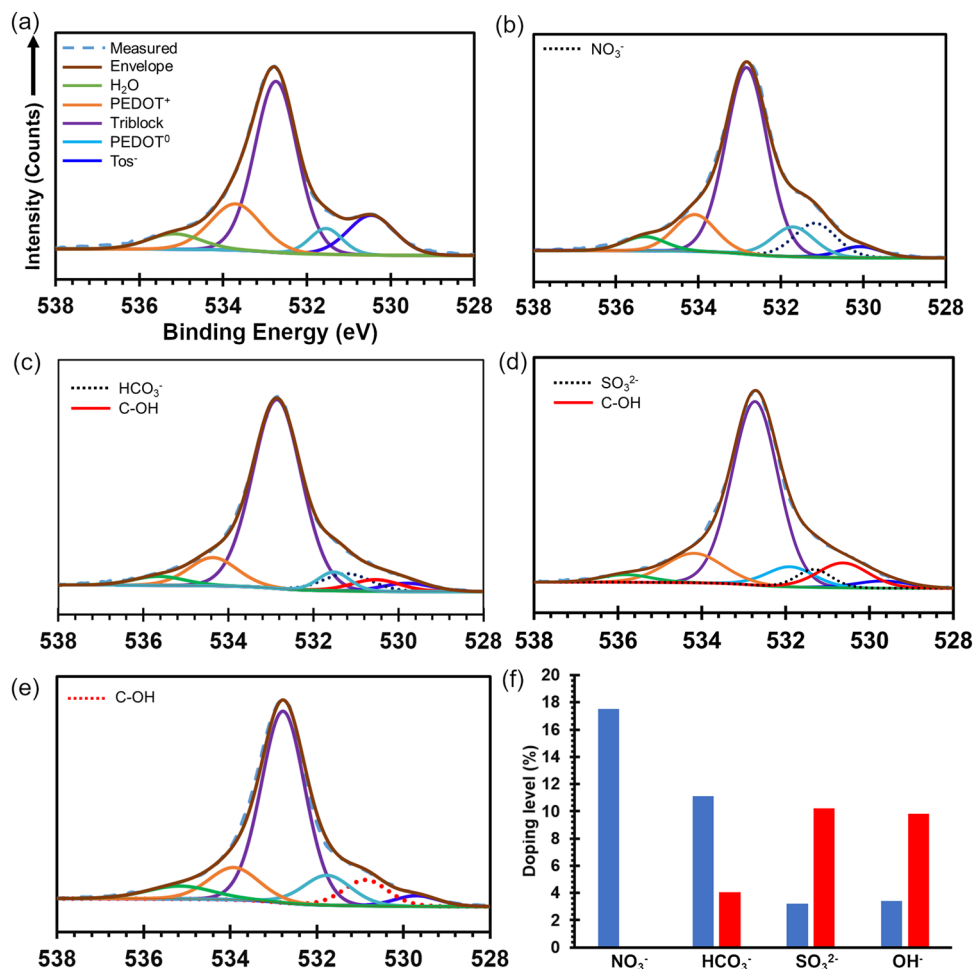 (a)
Intensity (Counts)
Measured
Envelope
H₂O
PEDOT⁺
Triblock
PEDOT⁰
Tos⁻
538 536 534 532 530 528
Binding Energy (eV)
(b)
NO₃⁻
538 536 534 532 530 528
(c)
HCO₃⁻
C-OH
538 536 534 532 530 528
(d)
SO₃²⁻
C-OH
538 536 534 532 530 528
(e)
C-OH
538 536 534 532 530 528
(f)
Doping level (%)
20
18
16
14
12
10
8
6
4
2
0
NO₃⁻ HCO₃⁻ SO₃²⁻ OH⁻